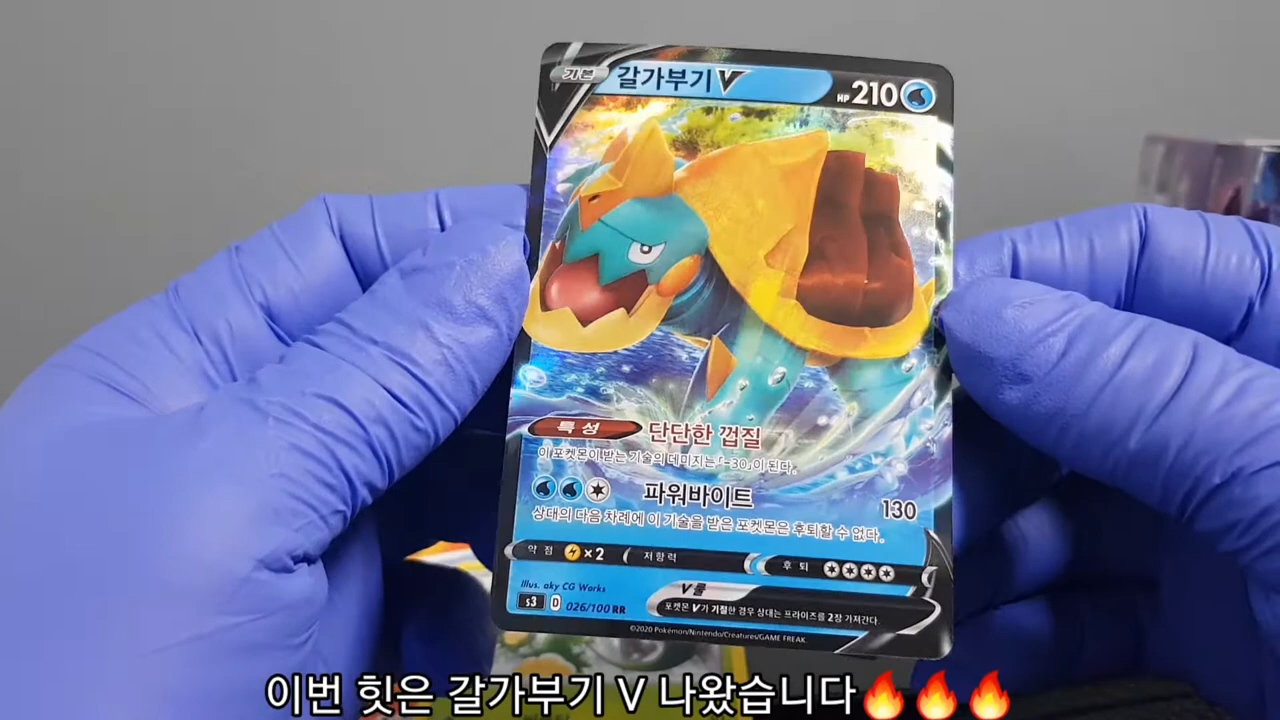 기본 갈가부기 V HP 210
특성 단단한 껍질
이 포켓몬이 받는 기술의 데미지는 「-30」이 된다.
파워바이트 130
상대의 다음 차례에 이 기술을 받은 포켓몬은 후퇴할 수 없다.
약점 ×2 저항력 후퇴
Illus. aky CG Works
V룰
s3 D 026/100 RR
포켓몬 V가 기절한 경우 상대는 프라이즈를 2장 가져간다.
©2020 Pokémon/Nintendo/Creatures/GAME FREAK.
이번 힛은 갈가부기 V 나왔습니다🔥🔥🔥